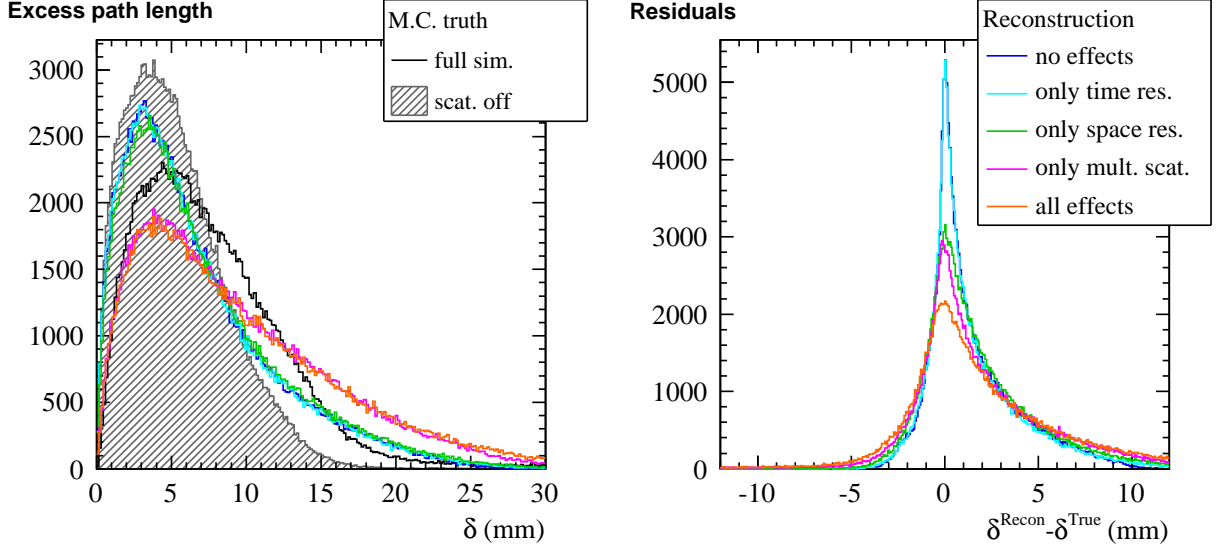 Excess path length
M.C. truth
full sim.
scat. off
3000
2500
2000
1500
1000
500
0
0 5 10 15 20 25 30
δ (mm)
Residuals
Reconstruction
no effects
only time res.
only space res.
only mult. scat.
all effects
5000
4000
3000
2000
1000
0
-10 -5 0 5 10
δ^Recon-δ^True (mm)